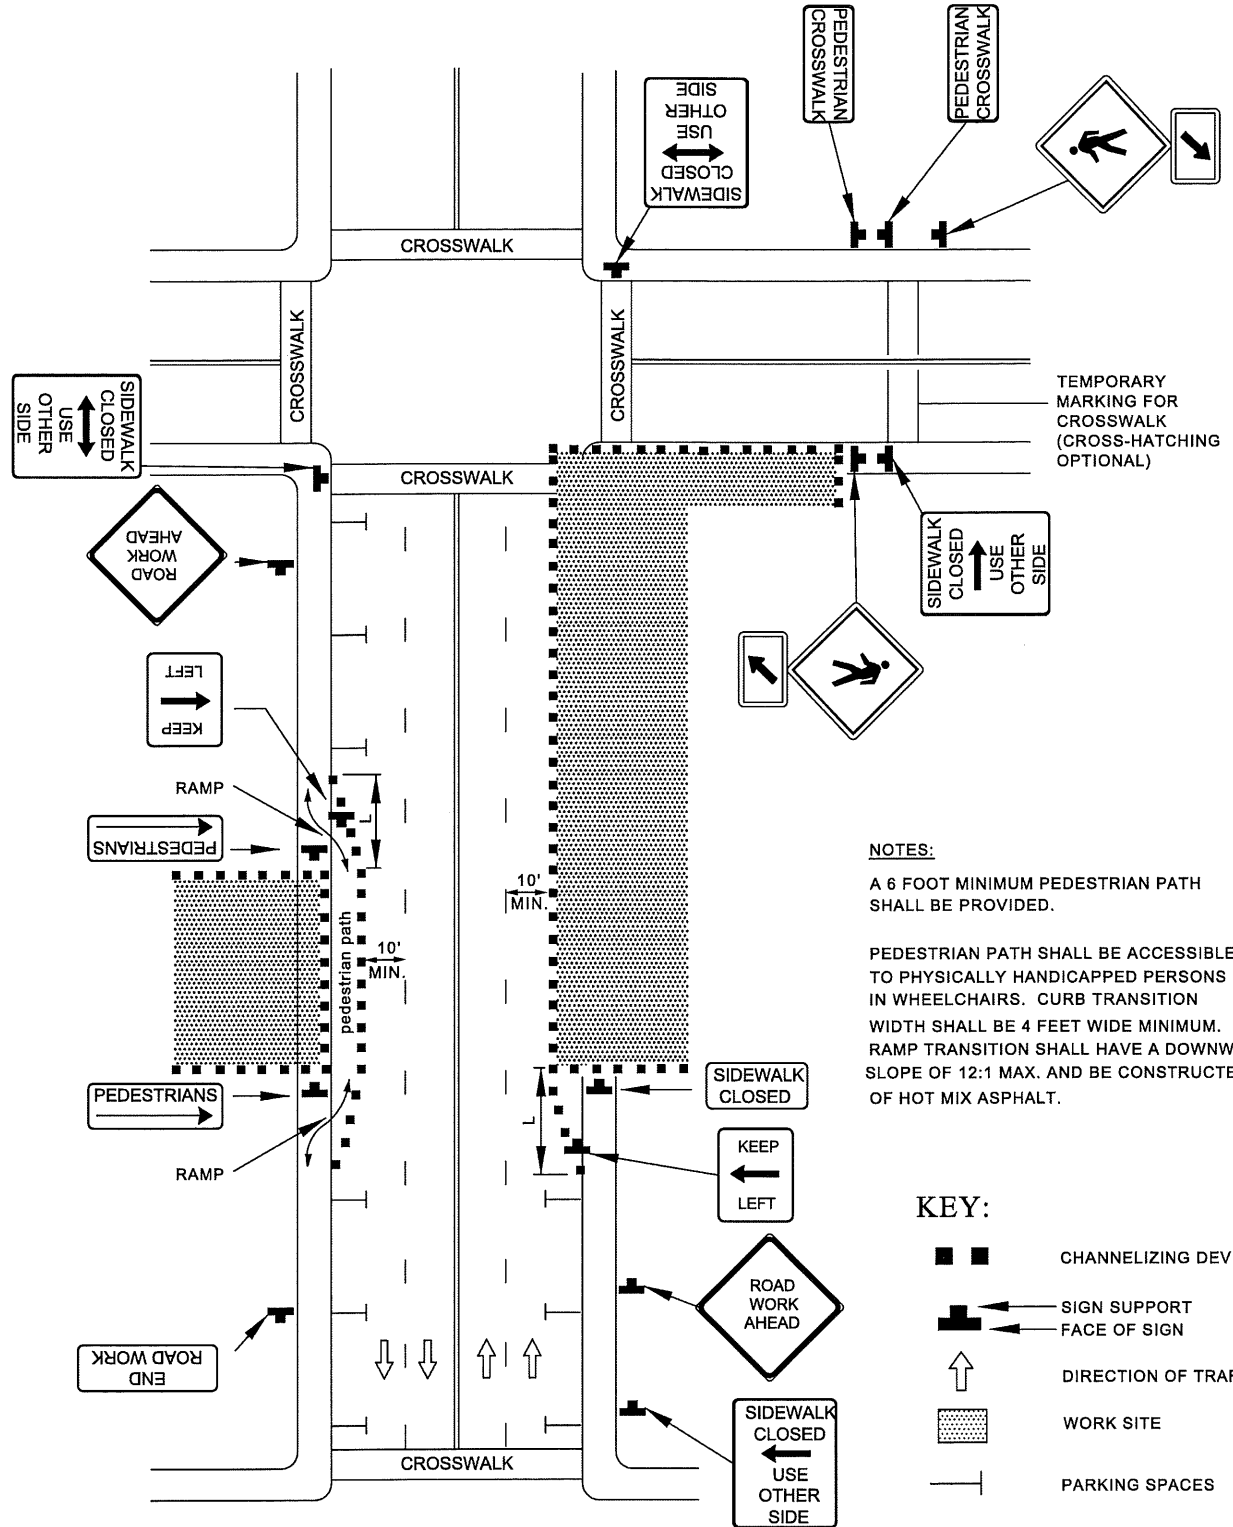 PEDESTRIAN
CROSSWALK
PEDESTRIAN
CROSSWALK
SIDEWALK
CLOSED
USE
OTHER
SIDE
CROSSWALK
CROSSWALK
CROSSWALK
TEMPORARY
MARKING FOR
CROSSWALK
(CROSS-HATCHING
OPTIONAL)
SIDEWALK
CLOSED
USE
OTHER
SIDE
CROSSWALK
ROAD
WORK
AHEAD
SIDEWALK
CLOSED
USE
OTHER
SIDE
KEEP
LEFT
RAMP
L
PEDESTRIANS
10'
MIN.
10'
MIN.
pedestrian path
NOTES:
A 6 FOOT MINIMUM PEDESTRIAN PATH
SHALL BE PROVIDED.
PEDESTRIAN PATH SHALL BE ACCESSIBLE
TO PHYSICALLY HANDICAPPED PERSONS
IN WHEELCHAIRS. CURB TRANSITION
WIDTH SHALL BE 4 FEET WIDE MINIMUM.
RAMP TRANSITION SHALL HAVE A DOWNW
SLOPE OF 12:1 MAX. AND BE CONSTRUCTE
OF HOT MIX ASPHALT.
PEDESTRIANS
SIDEWALK
CLOSED
L
RAMP
KEEP
LEFT
ROAD
WORK
AHEAD
END
ROAD WORK
SIDEWALK
CLOSED
USE
OTHER
SIDE
CROSSWALK
KEY:
CHANNELIZING DEV
SIGN SUPPORT
FACE OF SIGN
DIRECTION OF TRAF
WORK SITE
PARKING SPACES